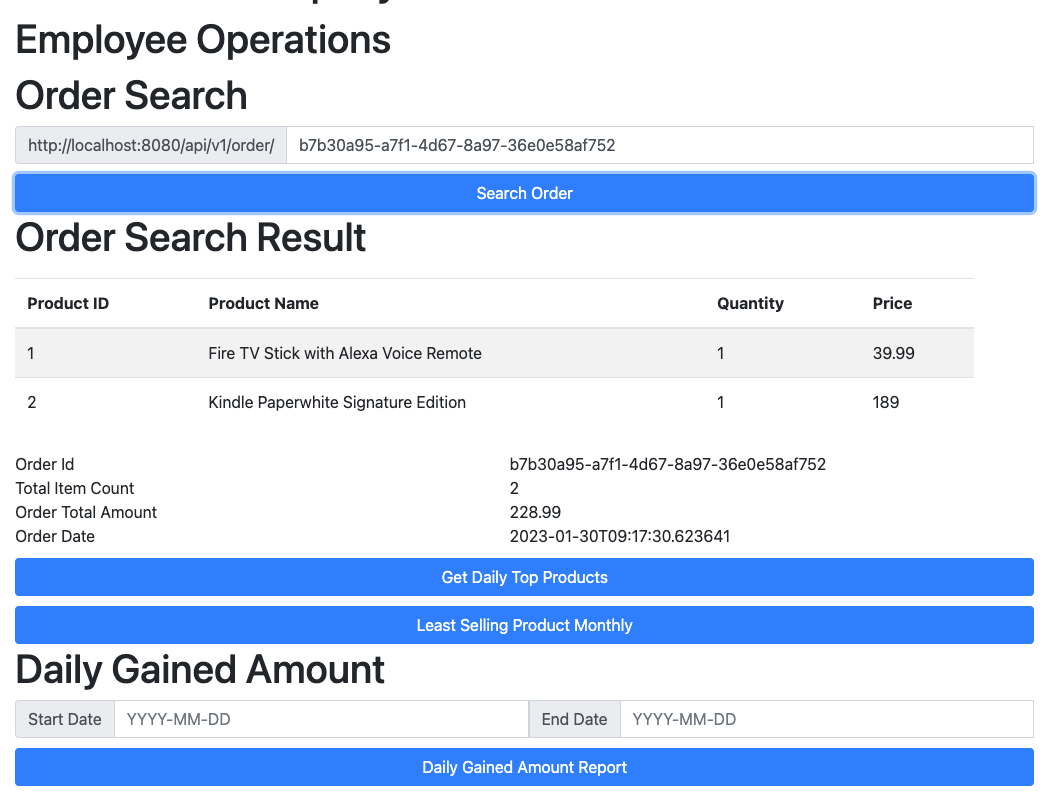 Employee Operations
Order Search
http://localhost:8080/api/v1/order/ b7b30a95-a7f1-4d67-8a97-36e0e58af752
Search Order
Order Search Result
Product ID Product Name Quantity Price
1 Fire TV Stick with Alexa Voice Remote 1 39.99
2 Kindle Paperwhite Signature Edition 1 189
Order Id b7b30a95-a7f1-4d67-8a97-36e0e58af752
Total Item Count 2
Order Total Amount 228.99
Order Date 2023-01-30T09:17:30.623641
Get Daily Top Products
Least Selling Product Monthly
Daily Gained Amount
Start Date YYYY-MM-DD End Date YYYY-MM-DD
Daily Gained Amount Report